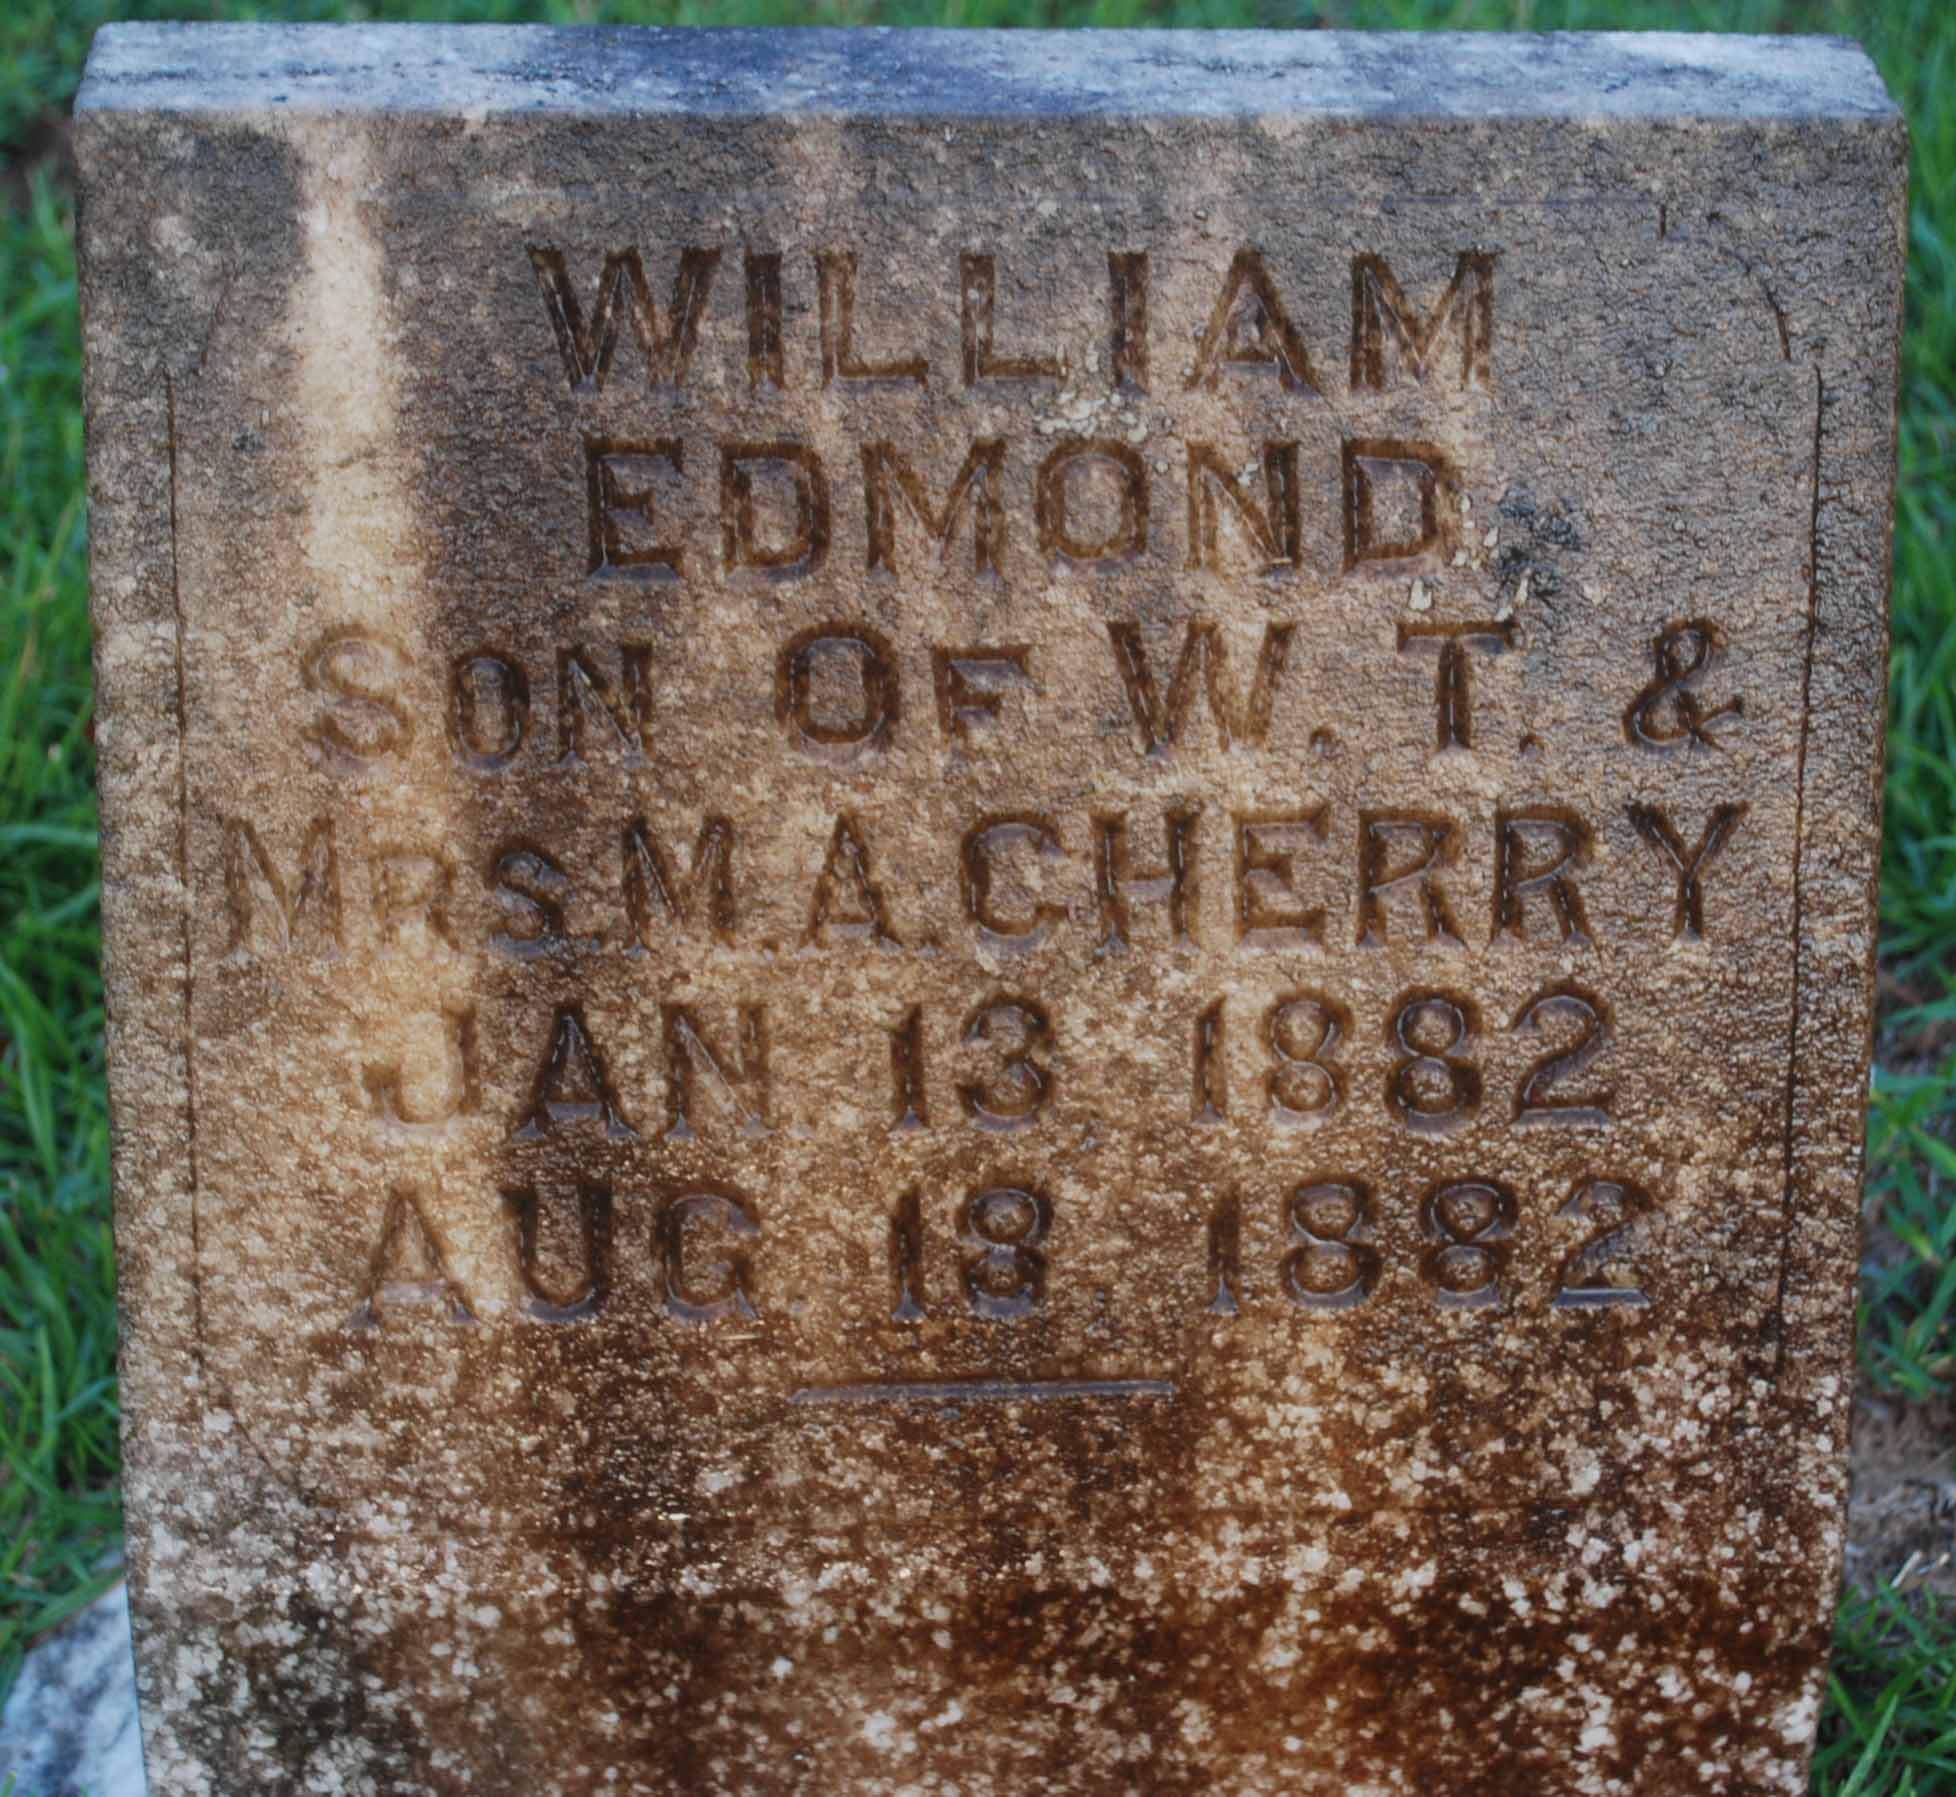 WILLIAM
EDMOND
SON OF W. T. &
MRS. M. A. CHERRY
JAN. 13, 1882
AUG. 18, 1882